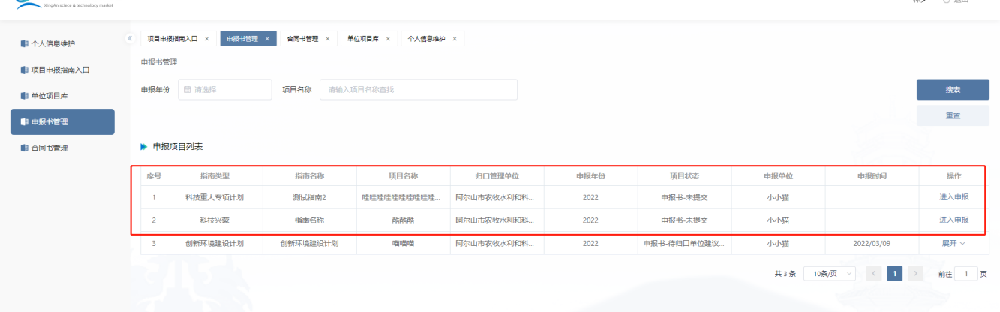 XingAn sciece & technology market
退出
个人信息维护
项目申报指南入口
单位项目库
申报书管理
合同书管理
« 项目申报指南入口 × 申报书管理 × 合同书管理 × 单位项目库 × 个人信息维护 ×
申报书管理
申报年份 请选择 项目名称 请输入项目名称查找 搜索
重置
申报项目列表
序号 指南类型 指南名称 项目名称 归口管理单位 申报年份 项目状态 申报单位 申报时间 操作
1 科技重大专项计划 测试指南2 哇哇哇哇哇哇哇哇哇... 阿尔山市农牧水利和科... 2022 申报书-未提交 小小猫 进入申报
2 科技兴蒙 指南名称 酷酷酷 阿尔山市农牧水利和科... 2022 申报书-未提交 小小猫 进入申报
3 创新环境建设计划 创新环境建设计划 喵喵喵 阿尔山市农牧水利和科... 2022 申报书-待归口单位建议... 小小猫 2022/03/09 展开
共 3 条 10条/页 < 1 > 前往 1 页